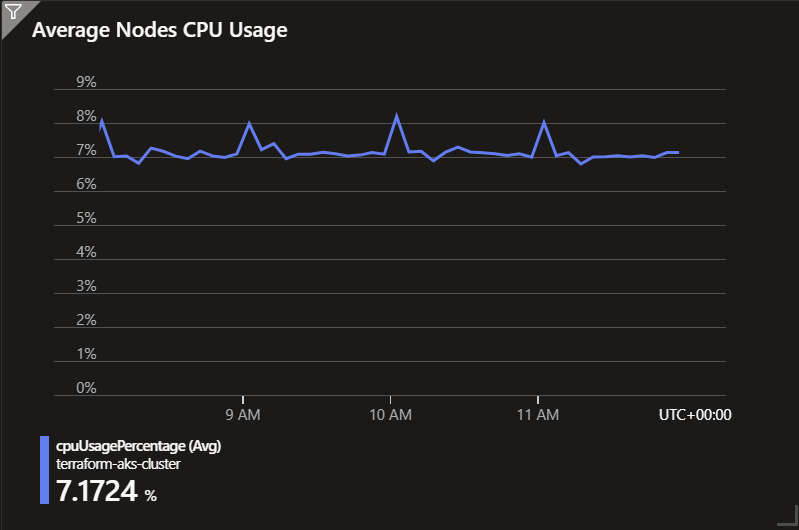 Average Nodes CPU Usage
9%
8%
7%
6%
5%
4%
3%
2%
1%
0%
9 AM 10 AM 11 AM UTC+00:00
cpuUsagePercentage (Avg)
terraform-aks-cluster
7.1724 %